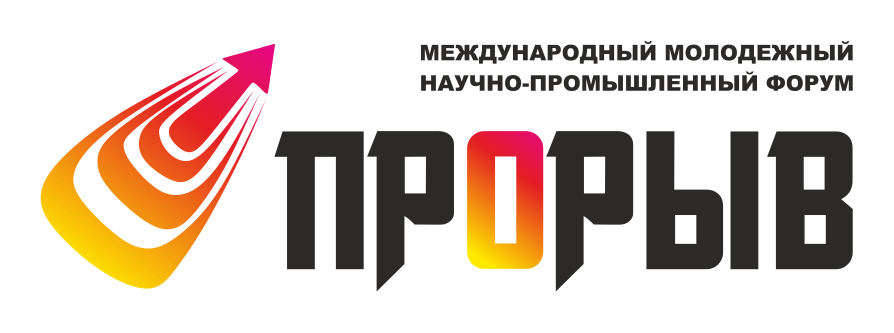 МЕЖДУНАРОДНЫЙ МОЛОДЕЖНЫЙ
НАУЧНО-ПРОМЫШЛЕННЫЙ ФОРУМ
ПРОРЫВ